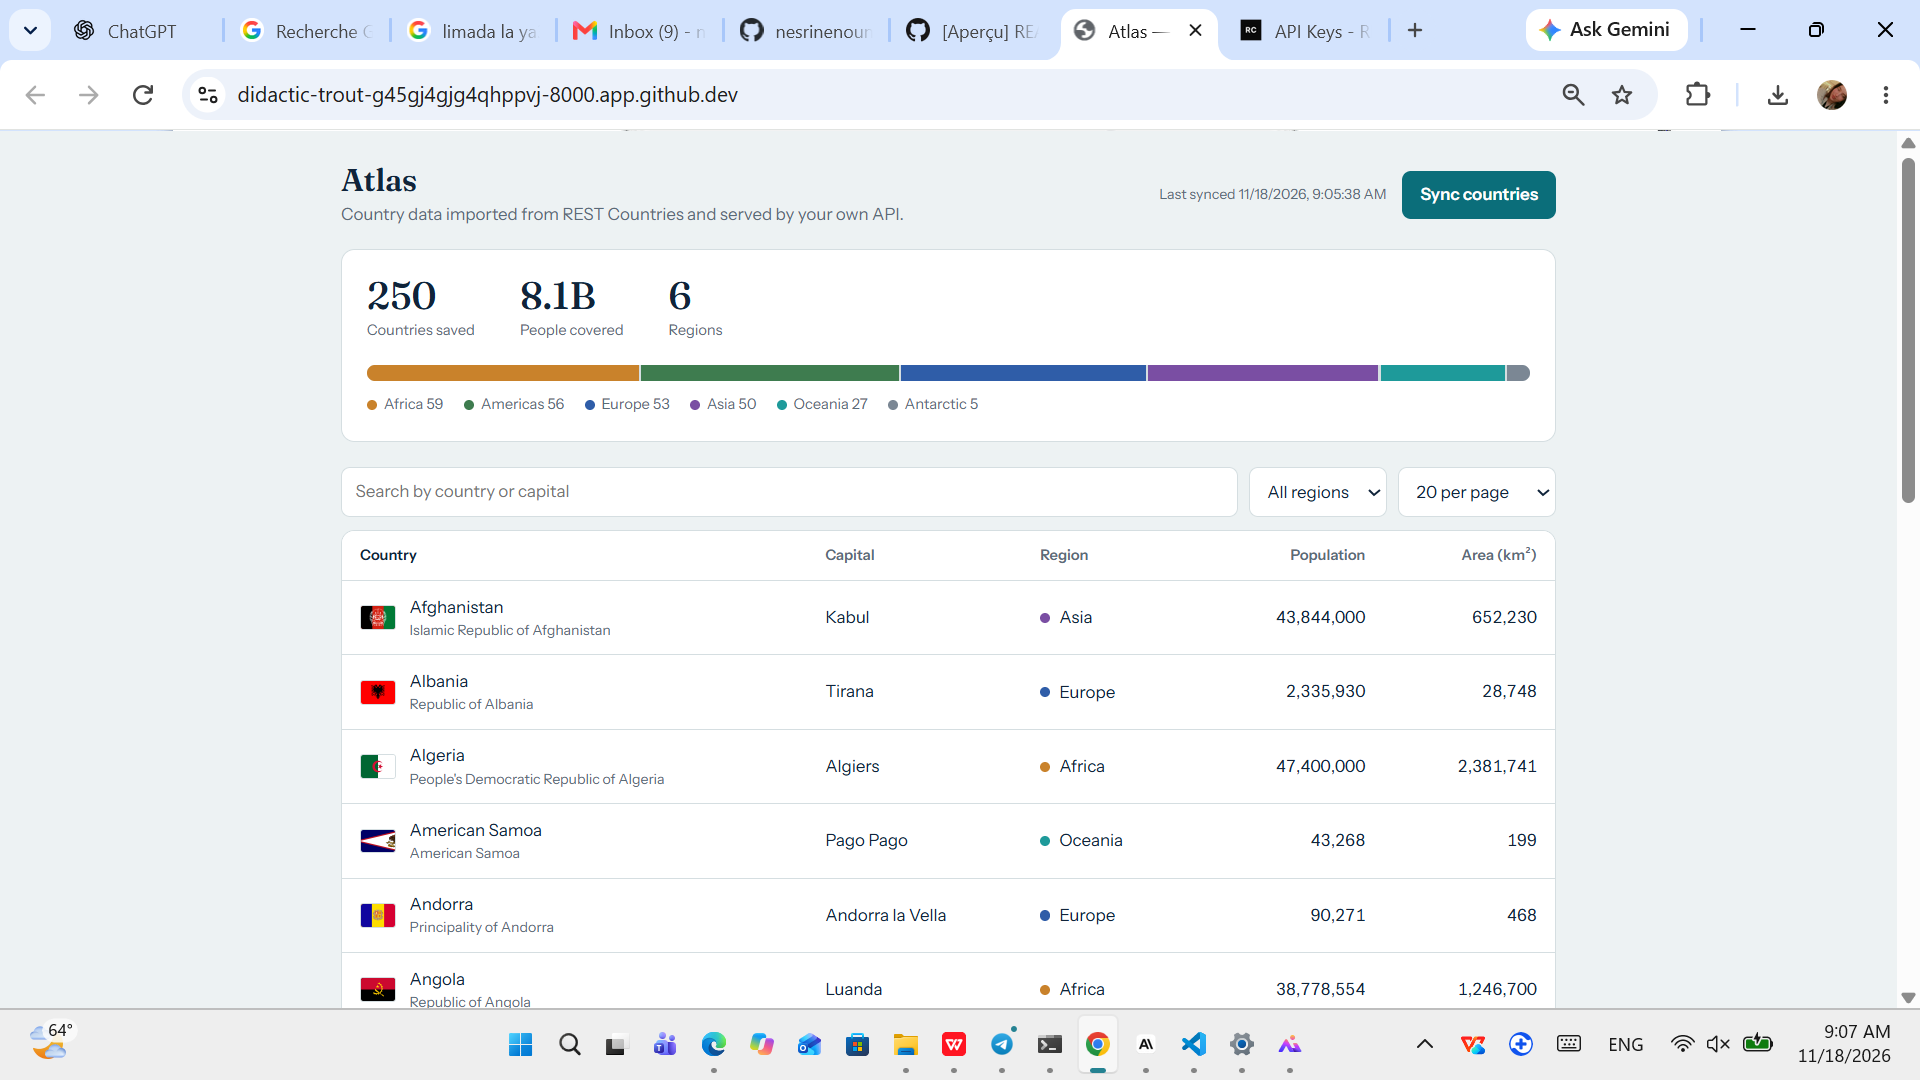 ChatGPT
Recherche G
limada la ya
Inbox (9) - n
nesrinenour
[Aperçu] REA
Atlas —
RC
API Keys - R
Ask Gemini
didactic-trout-g45gj4gjg4qhppvj-8000.app.github.dev
Atlas
Country data imported from REST Countries and served by your own API.
Last synced 11/18/2026, 9:05:38 AM
Sync countries
250
Countries saved
8.1B
People covered
6
Regions
Africa 59
Americas 56
Europe 53
Asia 50
Oceania 27
Antarctic 5
Search by country or capital
All regions
20 per page
Country Capital Region Population Area (km²)
Afghanistan
Islamic Republic of Afghanistan
Kabul Asia 43,844,000 652,230
Albania
Republic of Albania
Tirana Europe 2,335,930 28,748
Algeria
People's Democratic Republic of Algeria
Algiers Africa 47,400,000 2,381,741
American Samoa
American Samoa
Pago Pago Oceania 43,268 199
Andorra
Principality of Andorra
Andorra la Vella Europe 90,271 468
Angola
Republic of Angola
Luanda Africa 38,778,554 1,246,700
64°
ENG
9:07 AM
11/18/2026